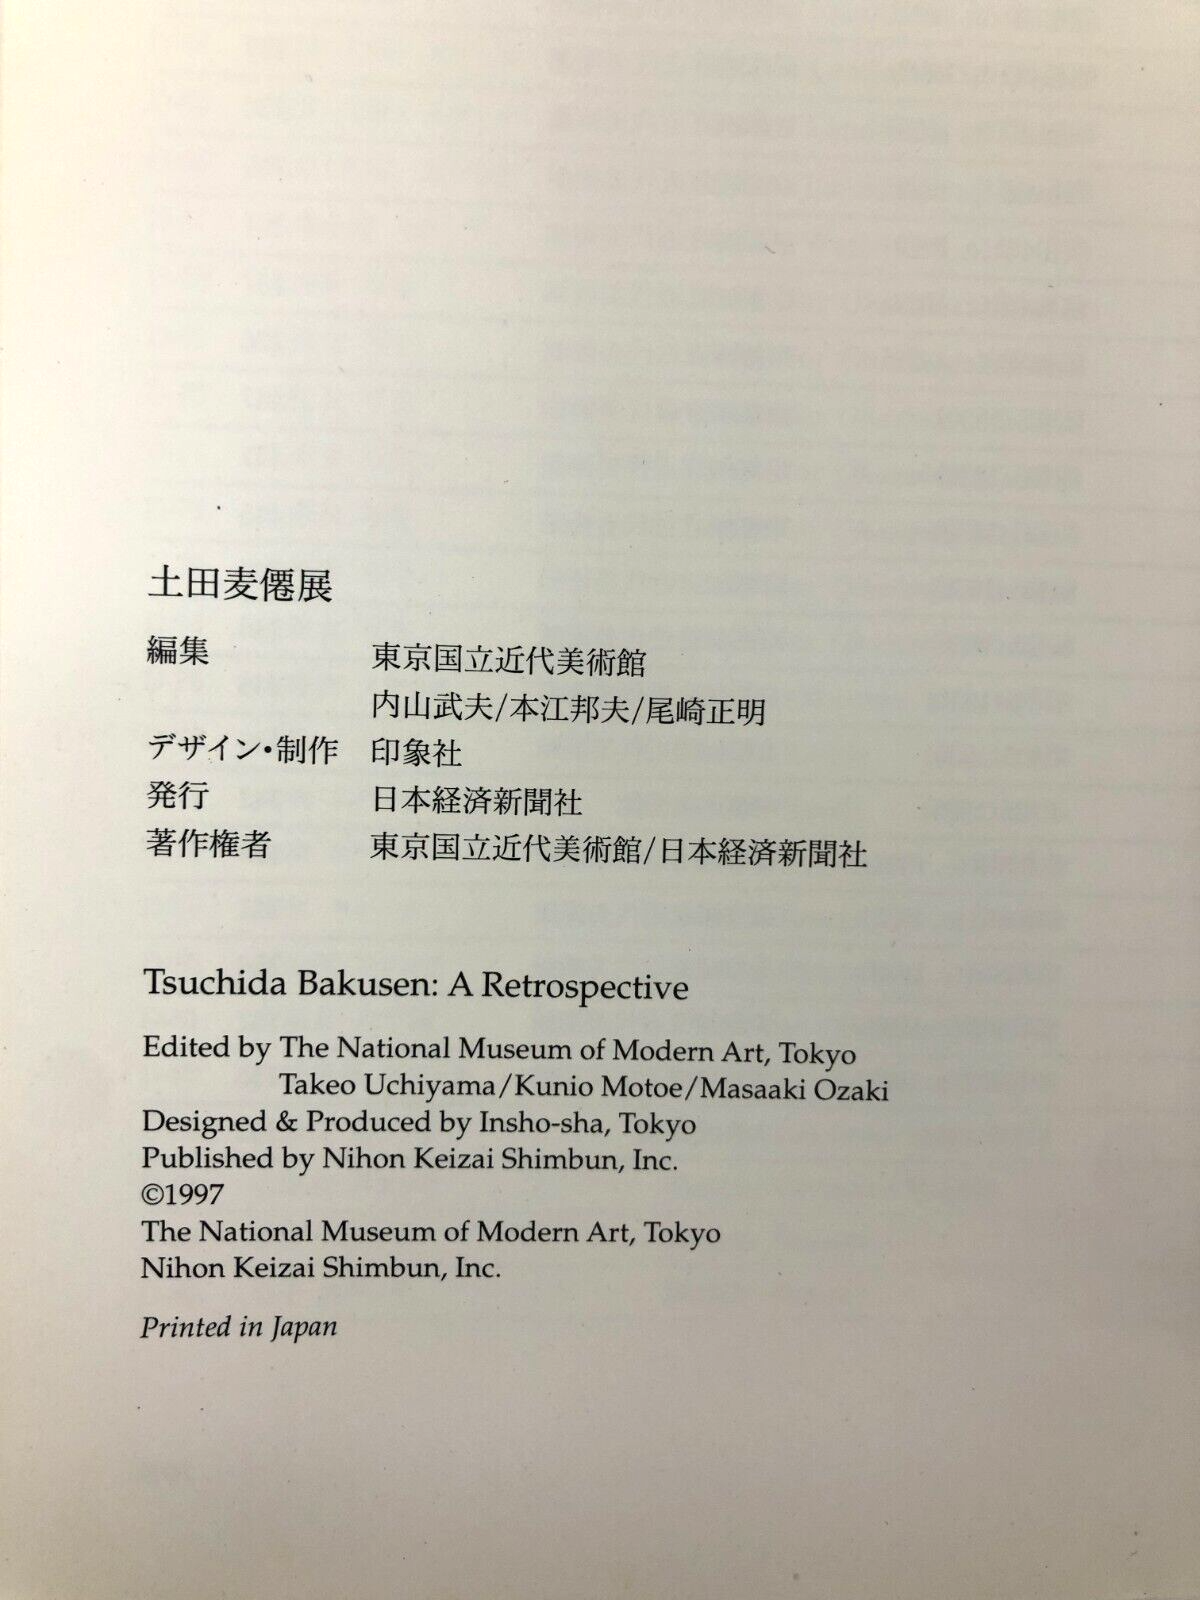 土田麦僊展
編集 東京国立近代美術館
内山武夫/本江邦夫/尾崎正明
デザイン・制作 印象社
発行 日本経済新聞社
著作権者 東京国立近代美術館/日本経済新聞社
Tsuchida Bakusen: A Retrospective
Edited by The National Museum of Modern Art, Tokyo
Takeo Uchiyama/Kunio Motoe/Masaaki Ozaki
Designed & Produced by Insho-sha, Tokyo
Published by Nihon Keizai Shimbun, Inc.
©1997
The National Museum of Modern Art, Tokyo
Nihon Keizai Shimbun, Inc.
Printed in Japan